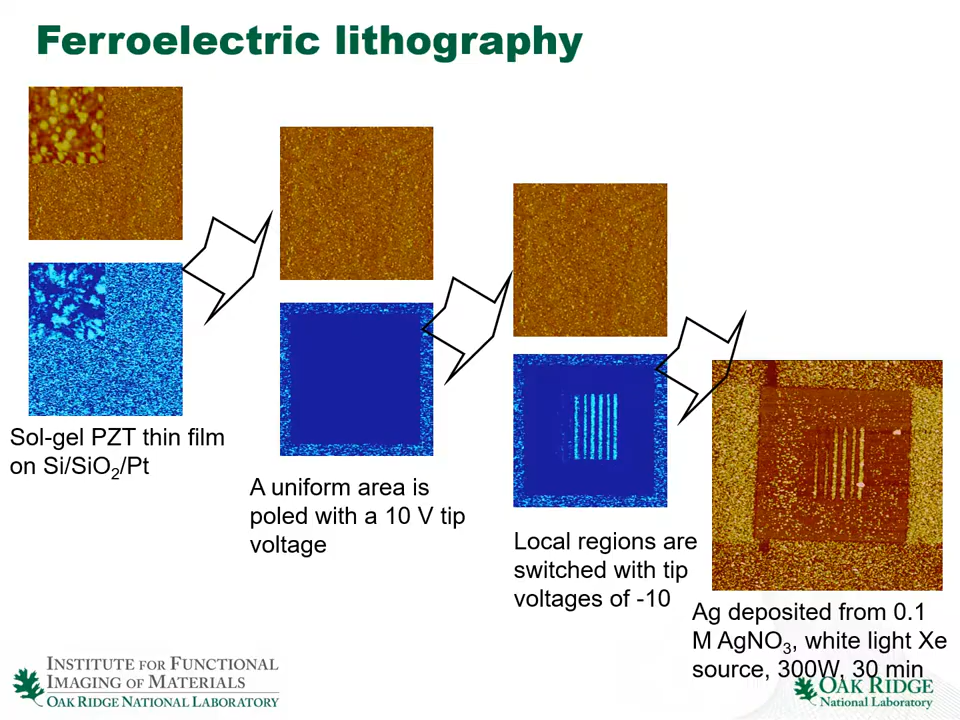 Ferroelectric lithography
Sol-gel PZT thin film
on Si/SiO₂/Pt
A uniform area is
poled with a 10 V tip
voltage
Local regions are
switched with tip
voltages of -10
Ag deposited from 0.1
M AgNO₃, white light Xe
source, 300W, 30 min
INSTITUTE FOR FUNCTIONAL
IMAGING OF MATERIALS
OAK RIDGE NATIONAL LABORATORY
OAK RIDGE
National Laboratory